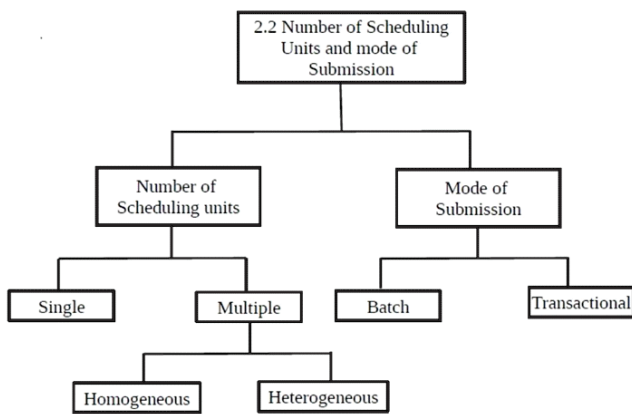 2.2 Number of Scheduling
Units and mode of
Submission
Number of
Scheduling units
Mode of
Submission
Single
Multiple
Batch
Transactional
Homogeneous
Heterogeneous